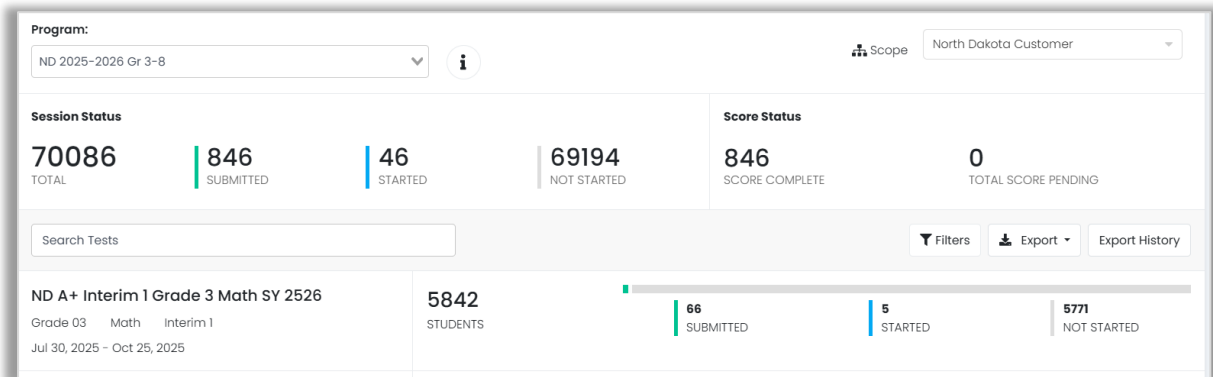 Program:
ND 2025-2026 Gr 3-8
Scope
North Dakota Customer
Session Status
70086
TOTAL
846
SUBMITTED
46
STARTED
69194
NOT STARTED
Score Status
846
SCORE COMPLETE
0
TOTAL SCORE PENDING
Search Tests
Filters
Export
Export History
ND A+ Interim 1 Grade 3 Math SY 2526
Grade 03 Math Interim 1
Jul 30, 2025 - Oct 25, 2025
5842
STUDENTS
66
SUBMITTED
5
STARTED
5771
NOT STARTED